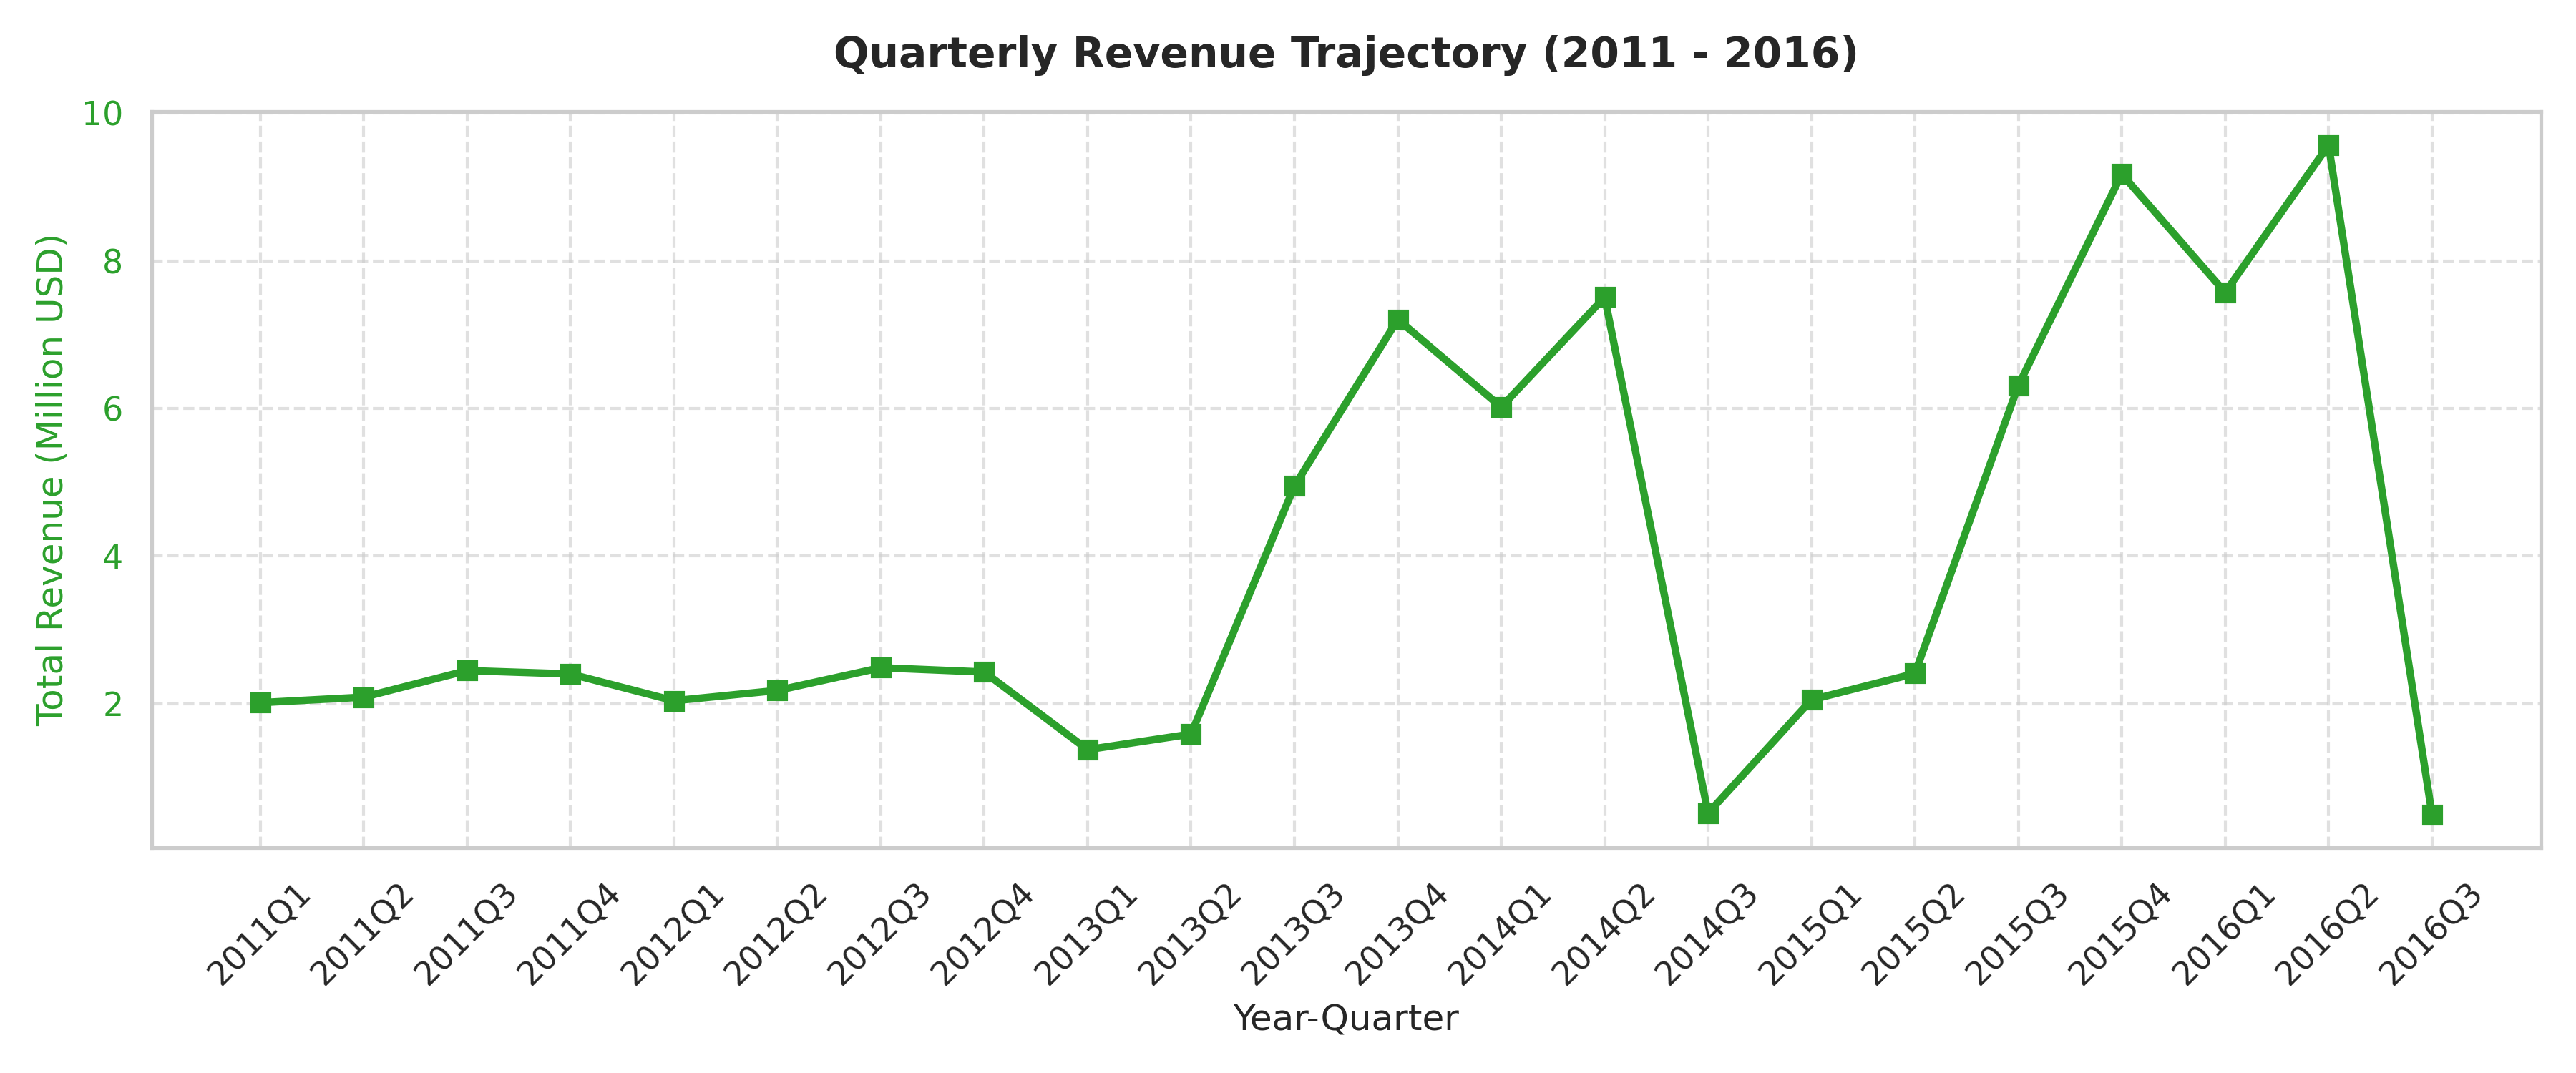 Quarterly Revenue Trajectory (2011 - 2016)
Total Revenue (Million USD)
10
8
6
4
2
2011Q1
2011Q2
2011Q3
2011Q4
2012Q1
2012Q2
2012Q3
2012Q4
2013Q1
2013Q2
2013Q3
2013Q4
2014Q1
2014Q2
2014Q3
2015Q1
2015Q2
2015Q3
2015Q4
2016Q1
2016Q2
2016Q3
Year-Quarter